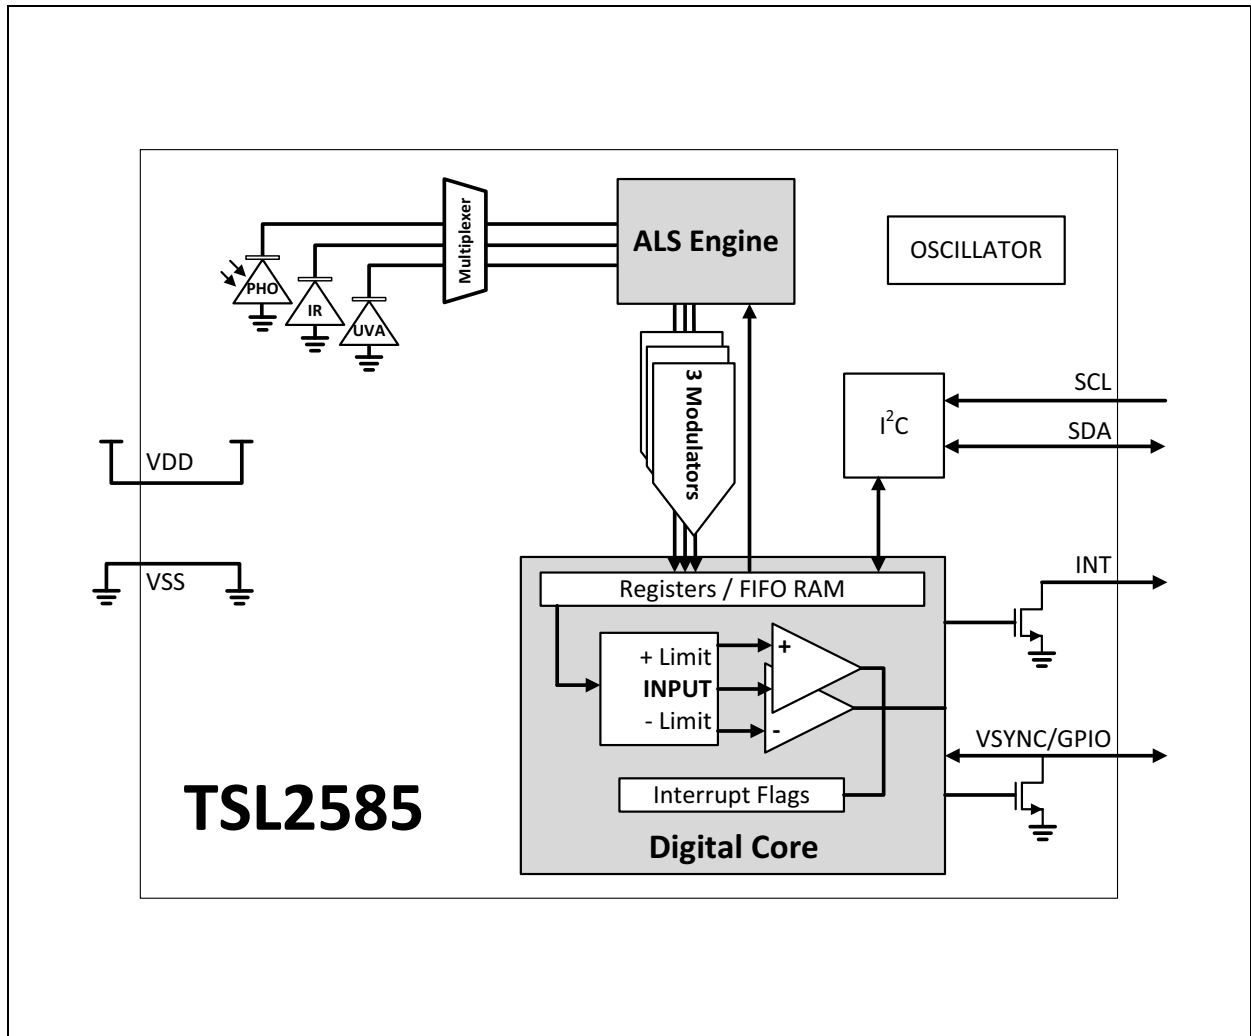 Multiplexer
ALS Engine
OSCILLATOR
PHO
IR
UVA
3 Modulators
I²C
SCL
SDA
VDD
VSS
INT
Registers / FIFO RAM
+ Limit
INPUT
- Limit
+
-
VSYNC/GPIO
Interrupt Flags
TSL2585
Digital Core